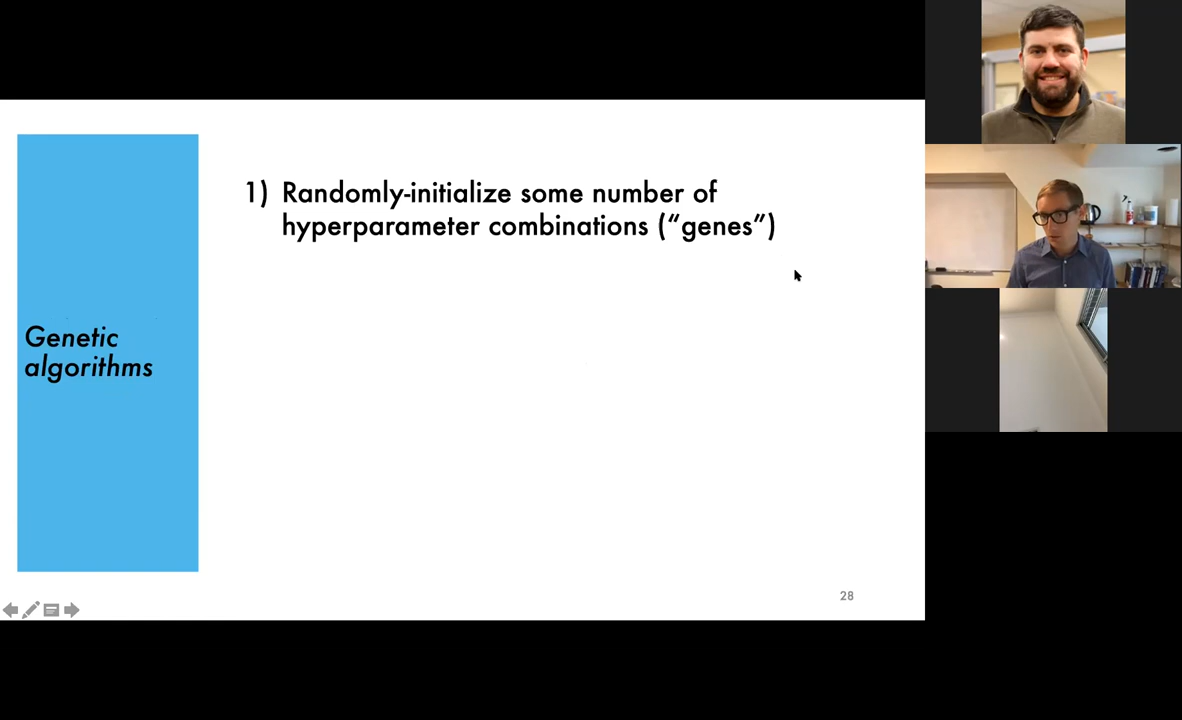 1) Randomly-initialize some number of
hyperparameter combinations (“genes”)
Genetic
algorithms
28